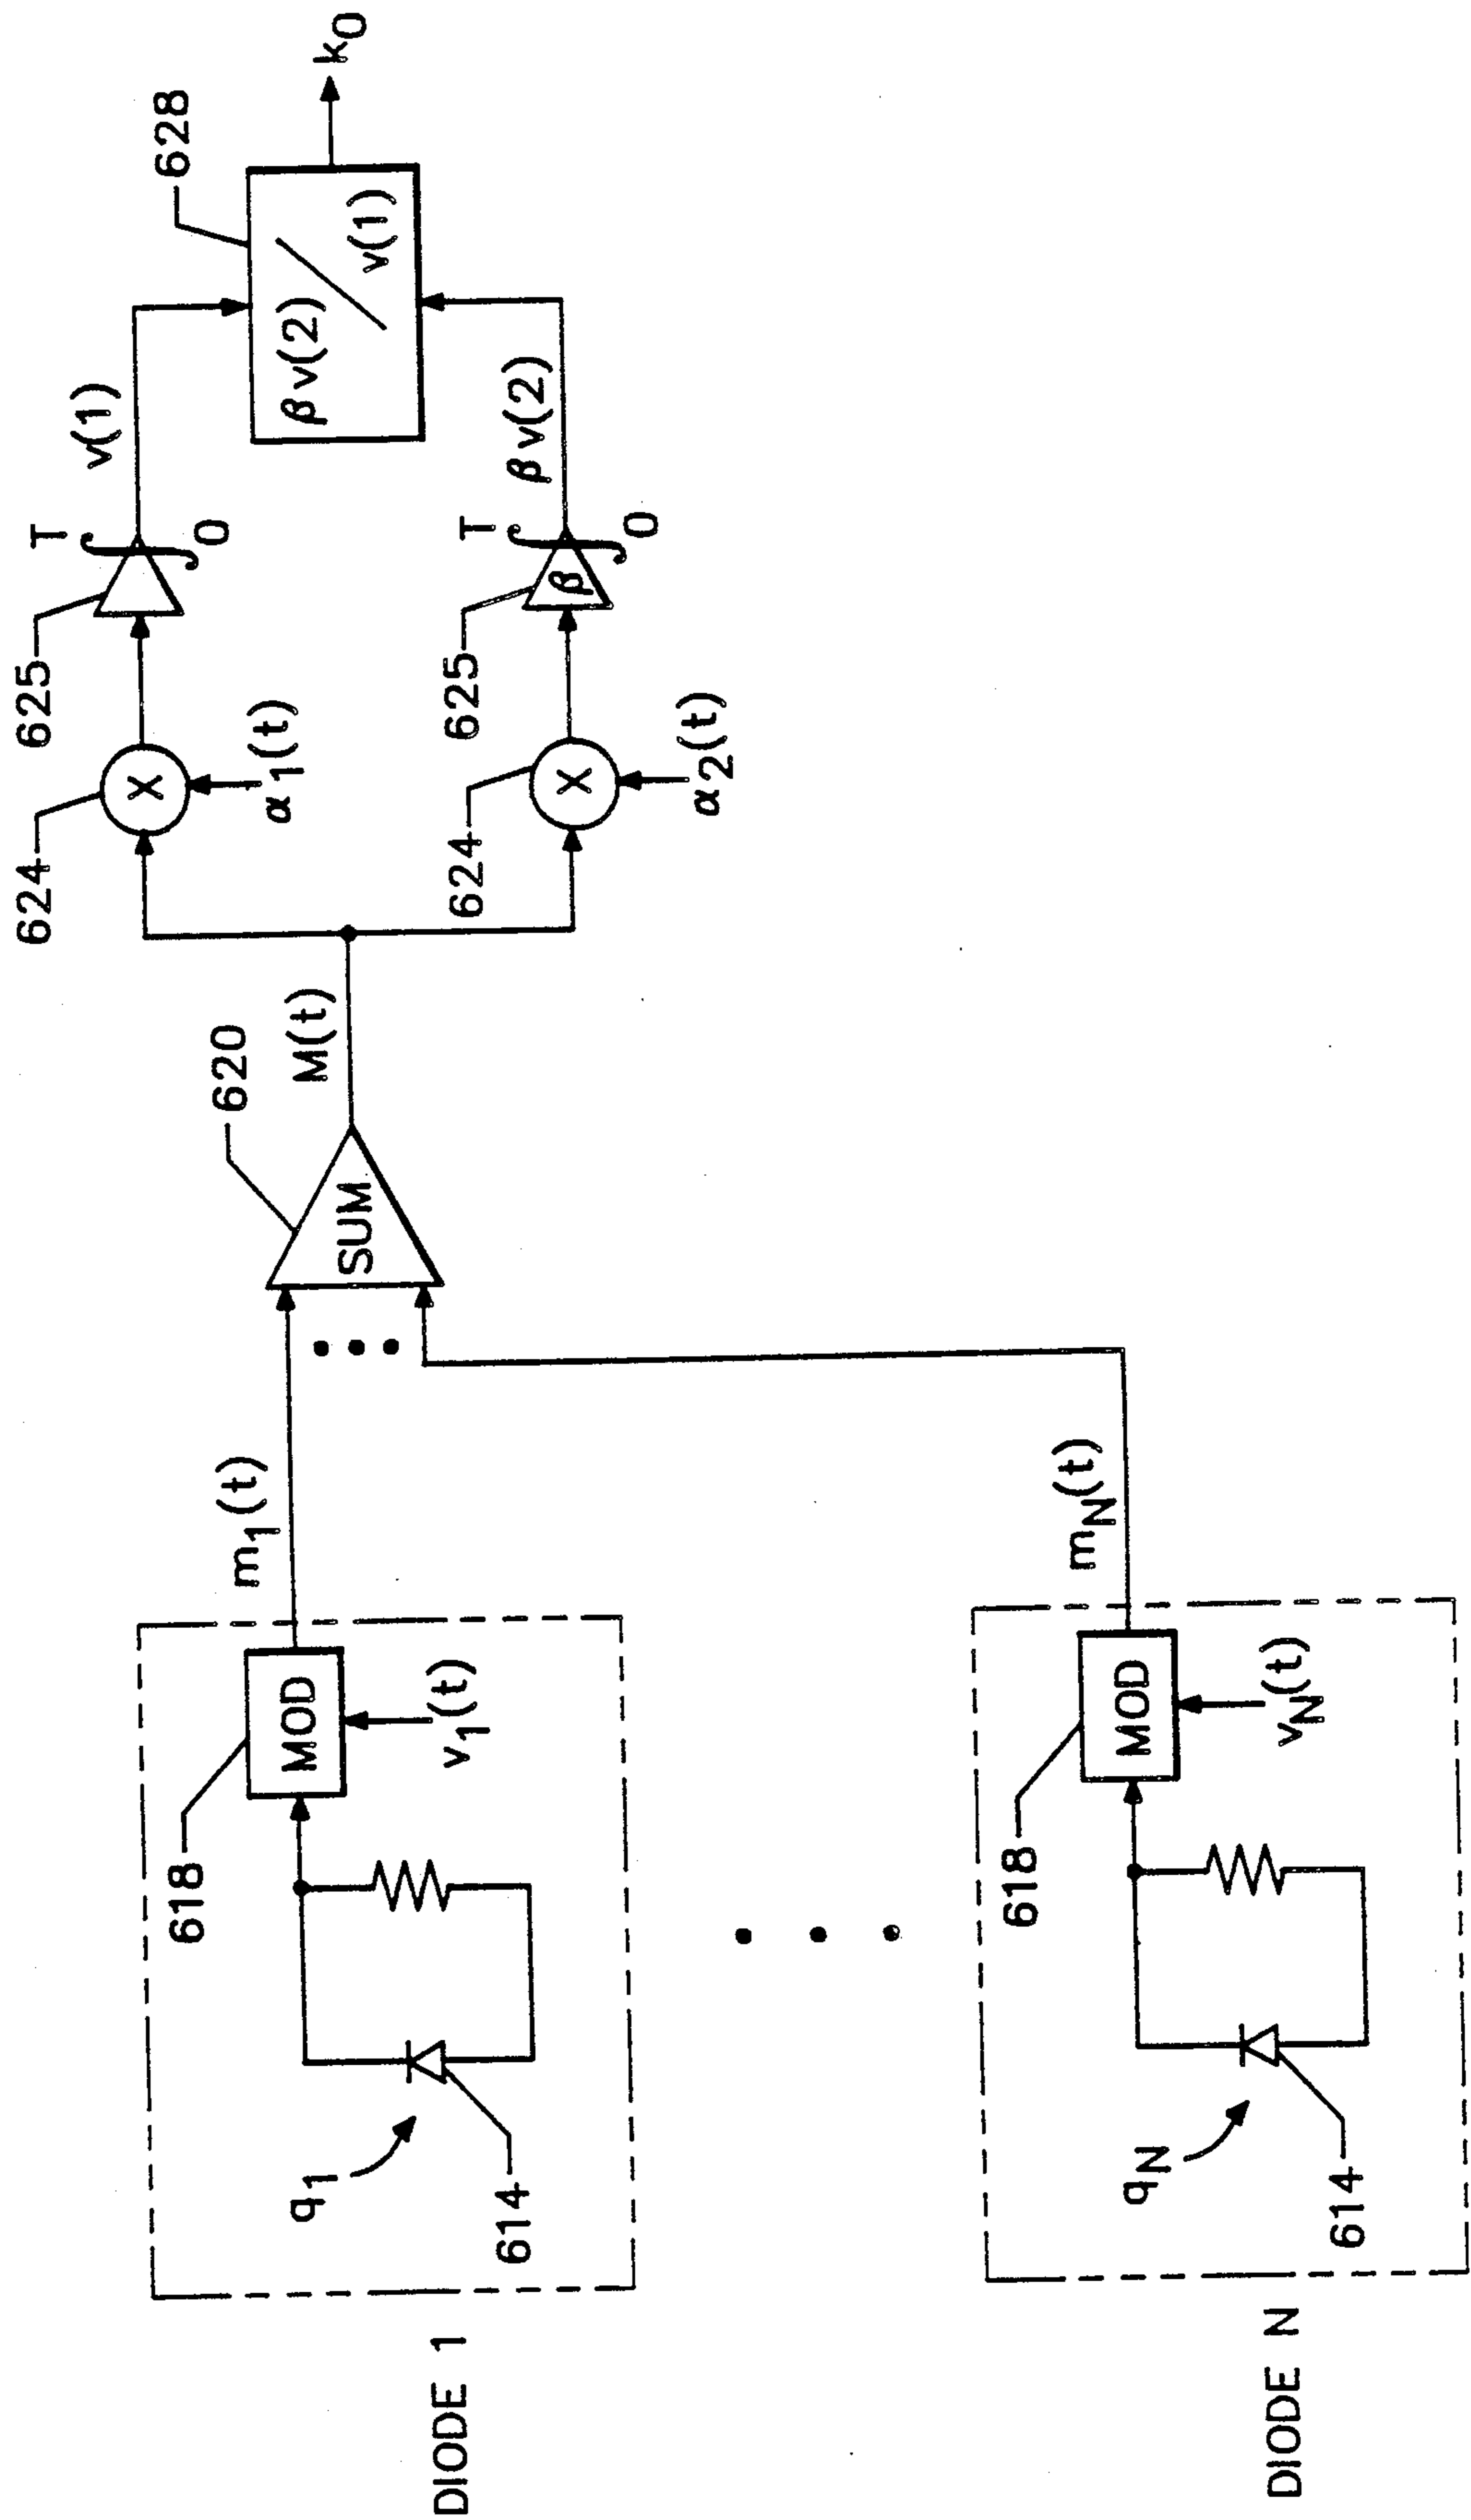 DIODE 1
q1
614
618
MOD
v1(t)
m1(t)
DIODE N
qN
614
618
MOD
vN(t)
mN(t)
SUM
620
M(t)
624
X
α1(t)
625
T
∫
0
v(1)
624
X
α2(t)
625
β
T
∫
0
βv(2)
628
βv(2) / v(1)
k0